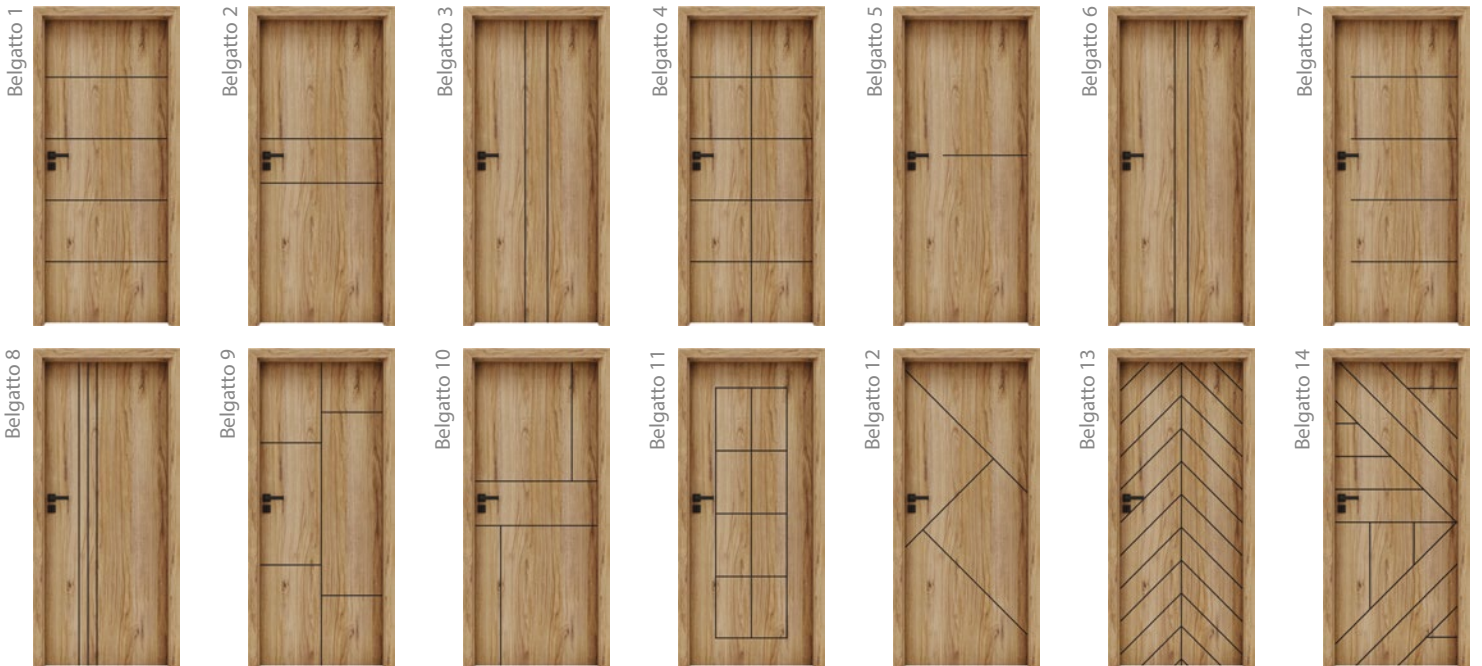 Belgatto 1
Belgatto 2
Belgatto 3
Belgatto 4
Belgatto 5
Belgatto 6
Belgatto 7
Belgatto 8
Belgatto 9
Belgatto 10
Belgatto 11
Belgatto 12
Belgatto 13
Belgatto 14